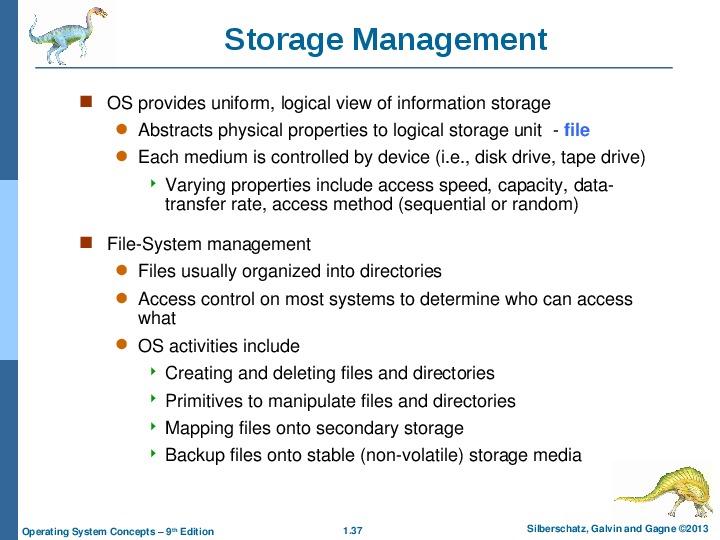 Storage Management
OS provides uniform, logical view of information storage
Abstracts physical properties to logical storage unit - file
Each medium is controlled by device (i.e., disk drive, tape drive)
Varying properties include access speed, capacity, data-
transfer rate, access method (sequential or random)
File-System management
Files usually organized into directories
Access control on most systems to determine who can access
what
OS activities include
Creating and deleting files and directories
Primitives to manipulate files and directories
Mapping files onto secondary storage
Backup files onto stable (non-volatile) storage media
Operating System Concepts – 9th Edition
1.37
Silberschatz, Galvin and Gagne ©2013